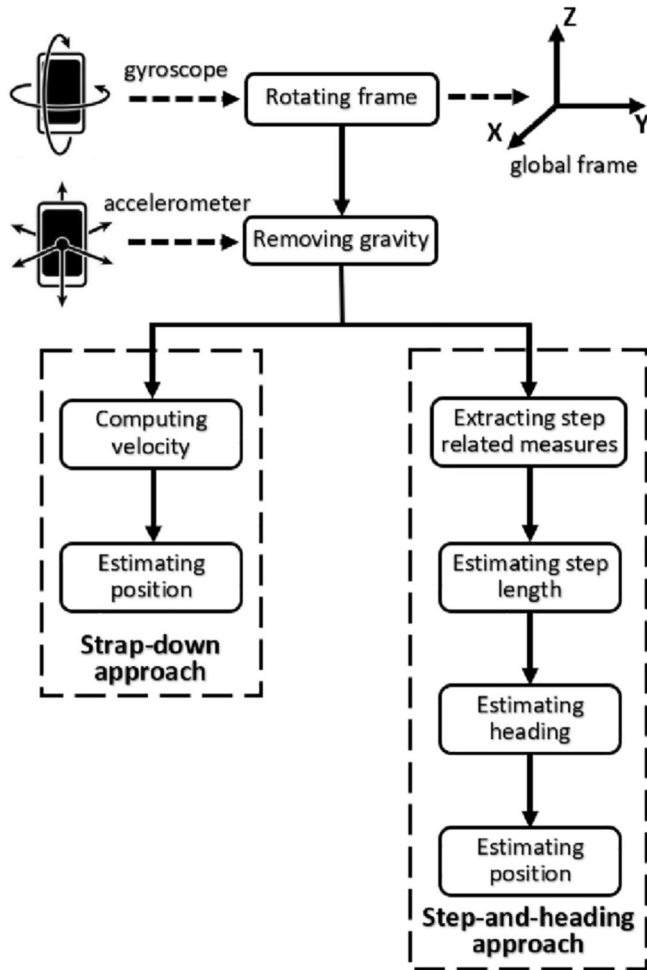 gyroscope
Rotating frame
Z
X
Y
global frame
accelerometer
Removing gravity
Computing
velocity
Estimating
position
Strap-down
approach
Extracting step
related measures
Estimating step
length
Estimating
heading
Estimating
position
Step-and-heading
approach